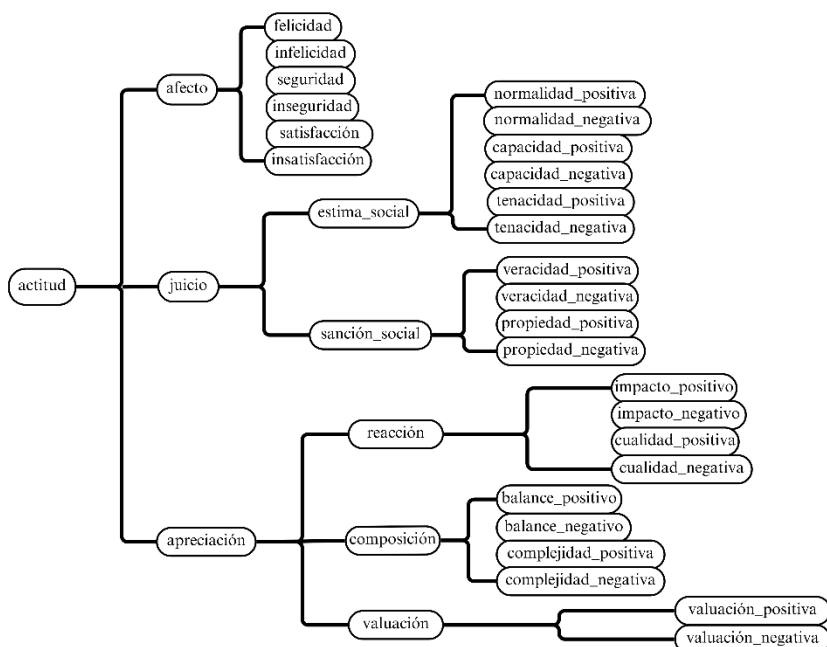 felicidad
infelicidad
afecto
seguridad
inseguridad
satisfacción
insatisfacción
normalidad_positiva
normalidad_negativa
capacidad_positiva
capacidad_negativa
tenacidad_positiva
estima_social
tenacidad_negativa
actitud
juicio
veracidad_positiva
veracidad_negativa
sanción_social
propiedad_positiva
propiedad_negativa
impacto_positivo
impacto_negativo
reacción
cualidad_positiva
cualidad_negativa
balance_positivo
balance_negativo
apreciación
composición
complejidad_positiva
complejidad_negativa
valuación
valuación_positiva
valuación_negativa